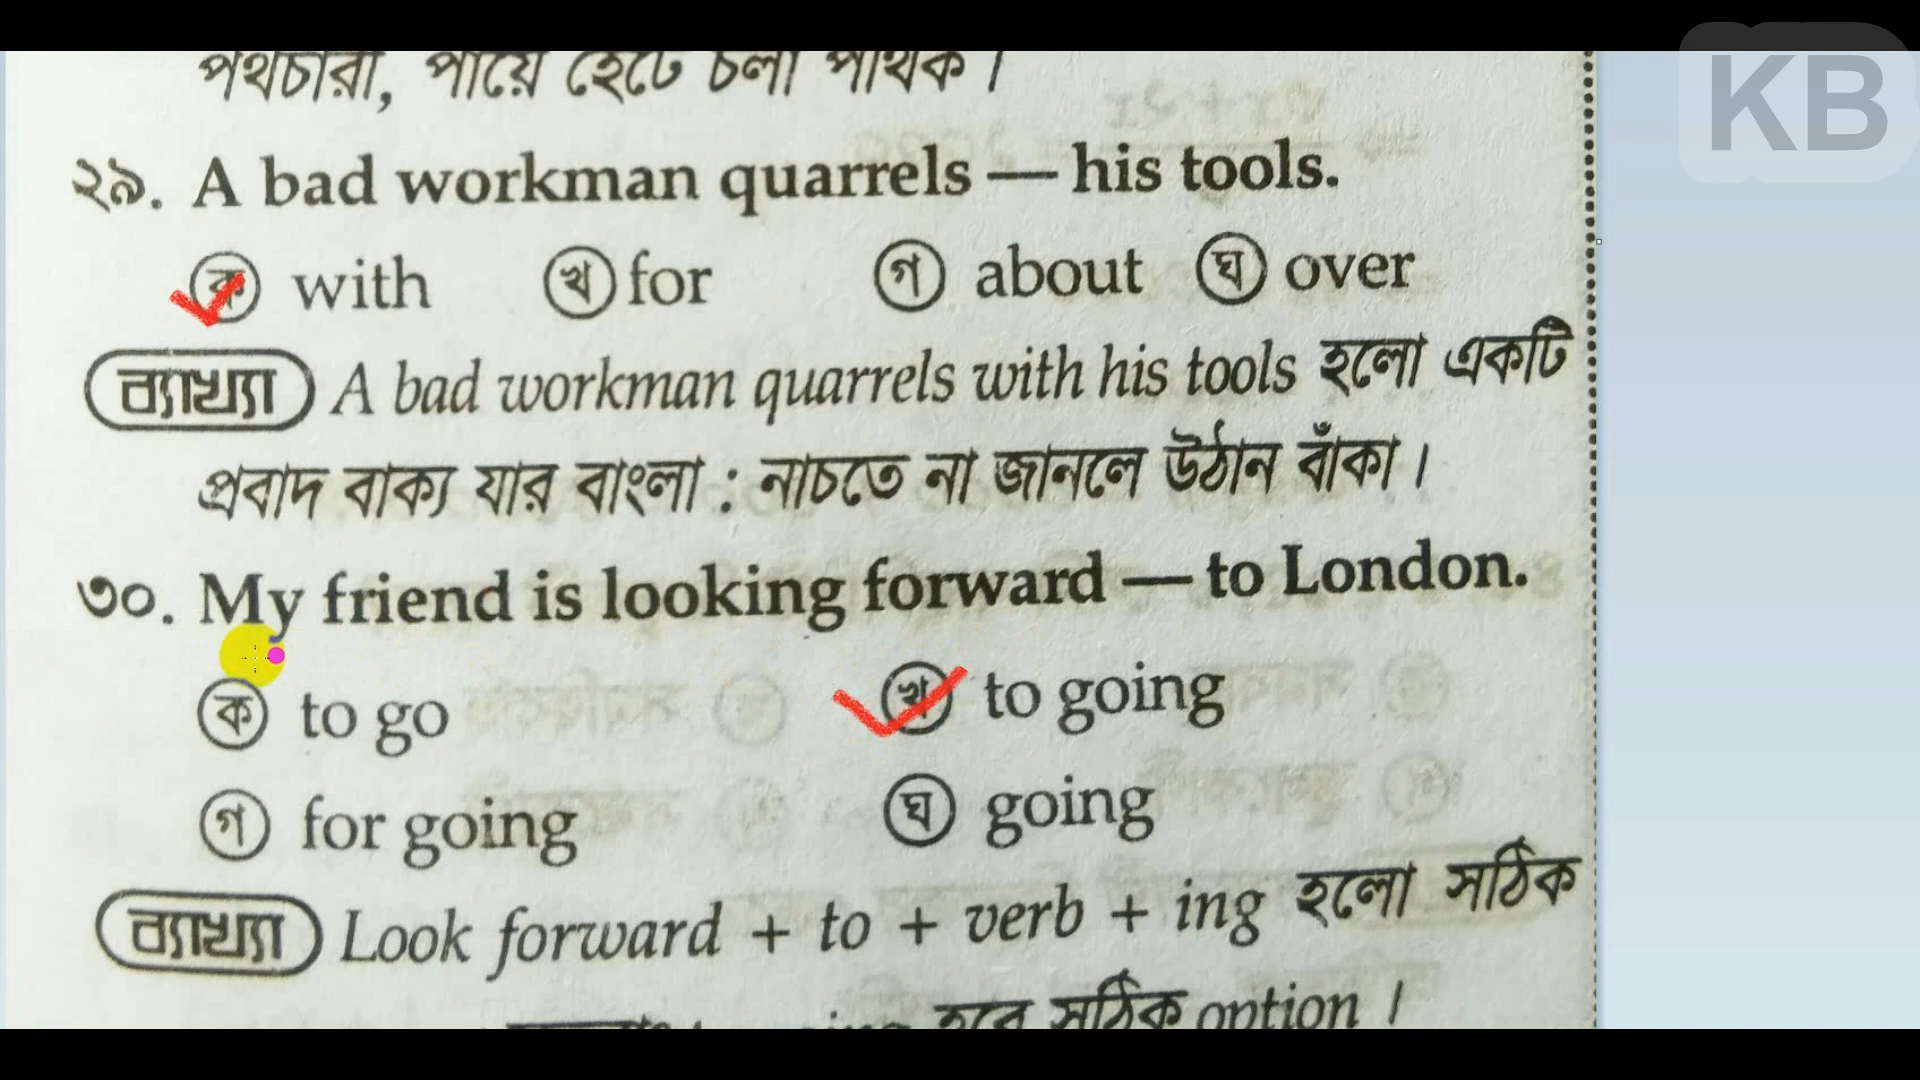 পথচারী, পায়ে হেঁটে চলা পথিক।
KB
২৯. A bad workman quarrels — his tools.
ক with খ for গ about ঘ over
ব্যাখ্যা A bad workman quarrels with his tools হলো একটি
প্রবাদ বাক্য যার বাংলা : নাচতে না জানলে উঠান বাঁকা।
৩০. My friend is looking forward — to London.
ক to go খ to going
গ for going ঘ going
ব্যাখ্যা Look forward + to + verb + ing হলো সঠিক
হবে সঠিক option।